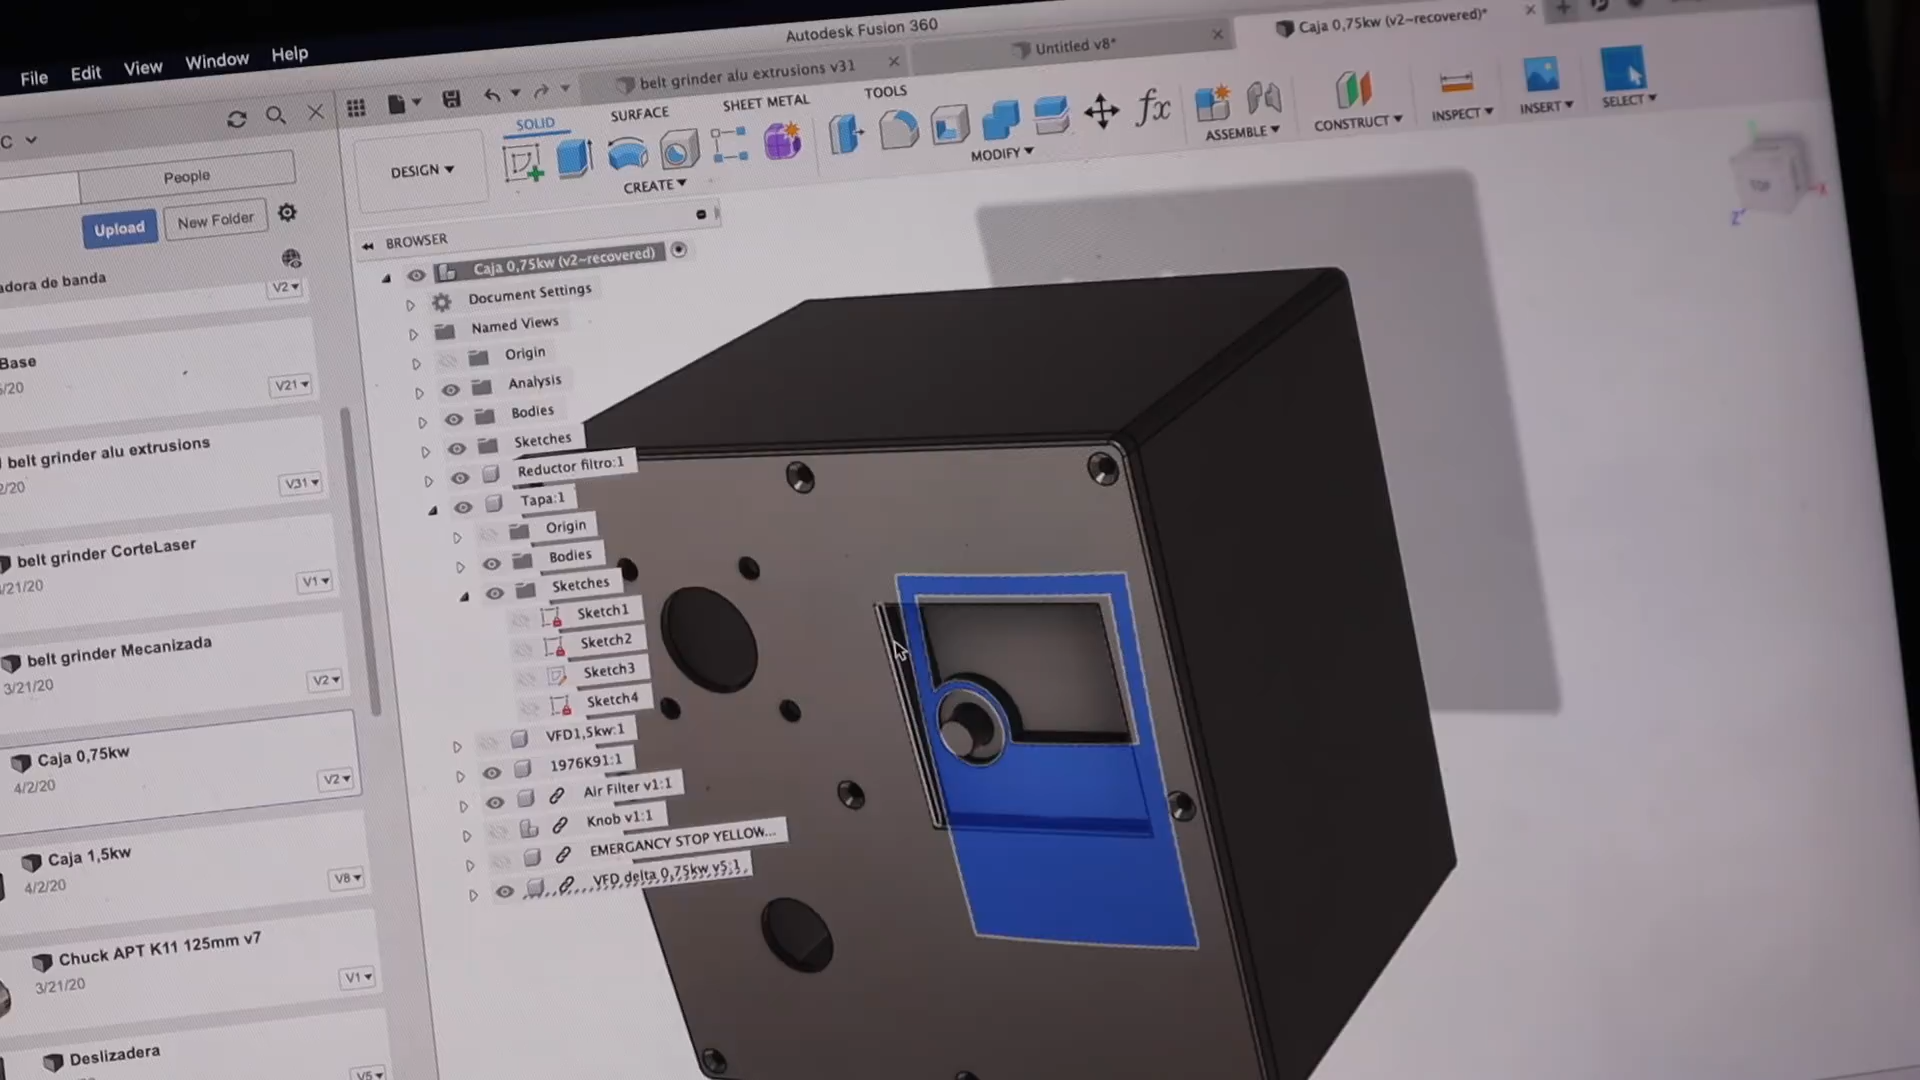 Autodesk Fusion 360
File Edit View Window Help
belt grinder alu extrusions v31
Untitled v8*
Caja 0,75kw (v2~recovered)*
C
People
Upload
New Folder
adora de banda
V2
Base
5/20
V21
belt grinder alu extrusions
2/20
V31
belt grinder CorteLaser
/21/20
V1
belt grinder Mecanizada
3/21/20
V2
Caja 0,75kw
4/2/20
V2
Caja 1,5kw
4/2/20
V8
Chuck APT K11 125mm v7
3/21/20
V1
Deslizadera
V5
DESIGN
SOLID
SURFACE
SHEET METAL
TOOLS
CREATE
MODIFY
fx
ASSEMBLE
CONSTRUCT
INSPECT
INSERT
SELECT
BROWSER
Caja 0,75kw (v2~recovered)
Document Settings
Named Views
Origin
Analysis
Bodies
Sketches
Reductor filtro:1
Tapa:1
Origin
Bodies
Sketches
Sketch1
Sketch2
Sketch3
Sketch4
VFD1,5kw:1
1976K91:1
Air Filter v1:1
Knob v1:1
EMERGANCY STOP YELLOW...
VFD delta 0,75kw v5:1
TOP
X
Z